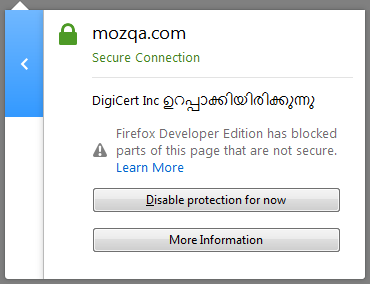 mozqa.com
Secure Connection
DigiCert Inc ഉറപ്പാക്കിയിരിക്കുന്നു
Firefox Developer Edition has blocked
parts of this page that are not secure.
Learn More
Disable protection for now
More Information